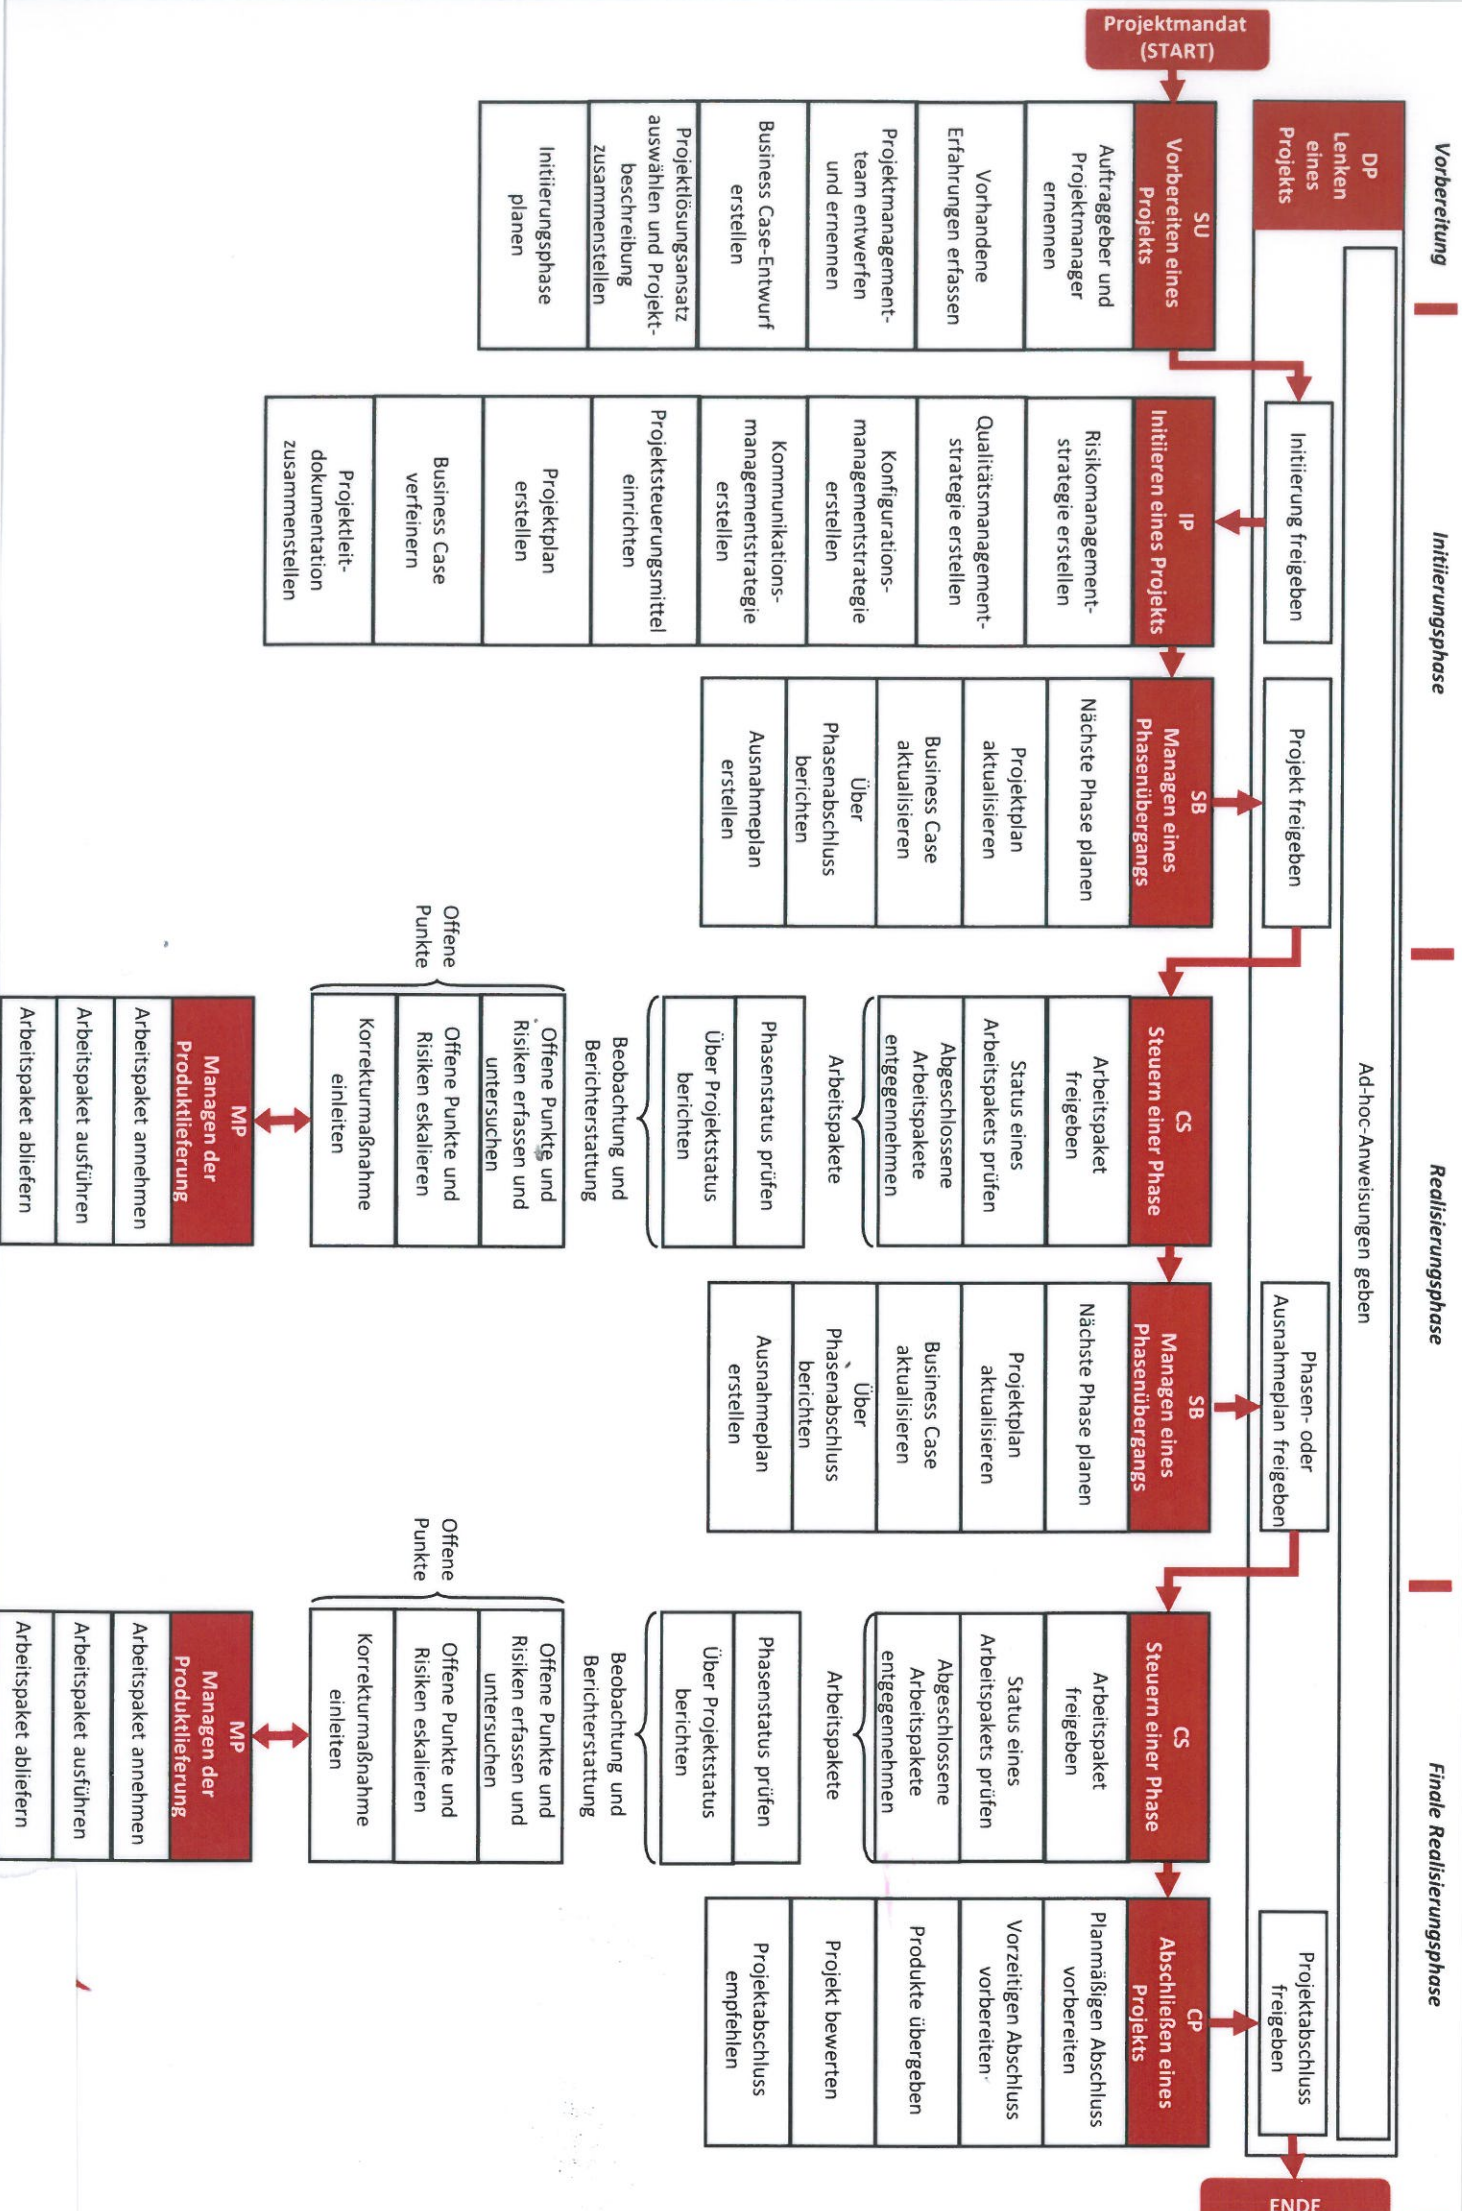 Vorbereitung
Initiierungsphase
Realisierungsphase
Finale Realisierungsphase
DP
Lenken
eines
Projekts
Ad-hoc-Anweisungen geben
Initiierung freigeben
Projekt freigeben
Phasen- oder
Ausnahmeplan freigeben
Projektabschluss
freigeben
ENDE
Projektmandat
(START)
SU
Vorbereiten eines
Projekts
Auftraggeber und
Projektmanager
ernennen
Vorhandene
Erfahrungen erfassen
Projektmanagement-
team entwerfen
und ernennen
Business Case-Entwurf
erstellen
Projektlösungsansatz
auswählen und Projekt-
beschreibung
zusammenstellen
Initiierungsphase
planen
IP
Initiieren eines Projekts
Risikomanagement-
strategie erstellen
Qualitätsmanagement-
strategie erstellen
Konfigurations-
managementstrategie
erstellen
Kommunikations-
managementstrategie
erstellen
Projektsteuerungsmittel
einrichten
Projektplan
erstellen
Business Case
verfeinern
Projektleit-
dokumentation
zusammenstellen
SB
Managen eines
Phasenübergangs
Nächste Phase planen
Projektplan
aktualisieren
Business Case
aktualisieren
Über
Phasenabschluss
berichten
Ausnahmeplan
erstellen
CS
Steuern einer Phase
Arbeitspaket
freigeben
Status eines
Arbeitspakets prüfen
Abgeschlossene
Arbeitspakete
entgegennehmen
Arbeitspakete
Phasenstatus prüfen
Über Projektstatus
berichten
Beobachtung und
Berichterstattung
Offene Punkte und
Risiken erfassen und
untersuchen
Offene Punkte und
Risiken eskalieren
Korrekturmaßnahme
einleiten
Offene
Punkte
MP
Managen der
Produktlieferung
Arbeitspaket annehmen
Arbeitspaket ausführen
Arbeitspaket abliefern
SB
Managen eines
Phasenübergangs
Nächste Phase planen
Projektplan
aktualisieren
Business Case
aktualisieren
Über
Phasenabschluss
berichten
Ausnahmeplan
erstellen
CS
Steuern einer Phase
Arbeitspaket
freigeben
Status eines
Arbeitspakets prüfen
Abgeschlossene
Arbeitspakete
entgegennehmen
Arbeitspakete
Phasenstatus prüfen
Über Projektstatus
berichten
Beobachtung und
Berichterstattung
Offene Punkte und
Risiken erfassen und
untersuchen
Offene Punkte und
Risiken eskalieren
Korrekturmaßnahme
einleiten
Offene
Punkte
MP
Managen der
Produktlieferung
Arbeitspaket annehmen
Arbeitspaket ausführen
Arbeitspaket abliefern
CP
Abschließen eines
Projekts
Planmäßigen Abschluss
vorbereiten
Vorzeitigen Abschluss
vorbereiten
Produkte übergeben
Projekt bewerten
Projektabschluss
empfehlen